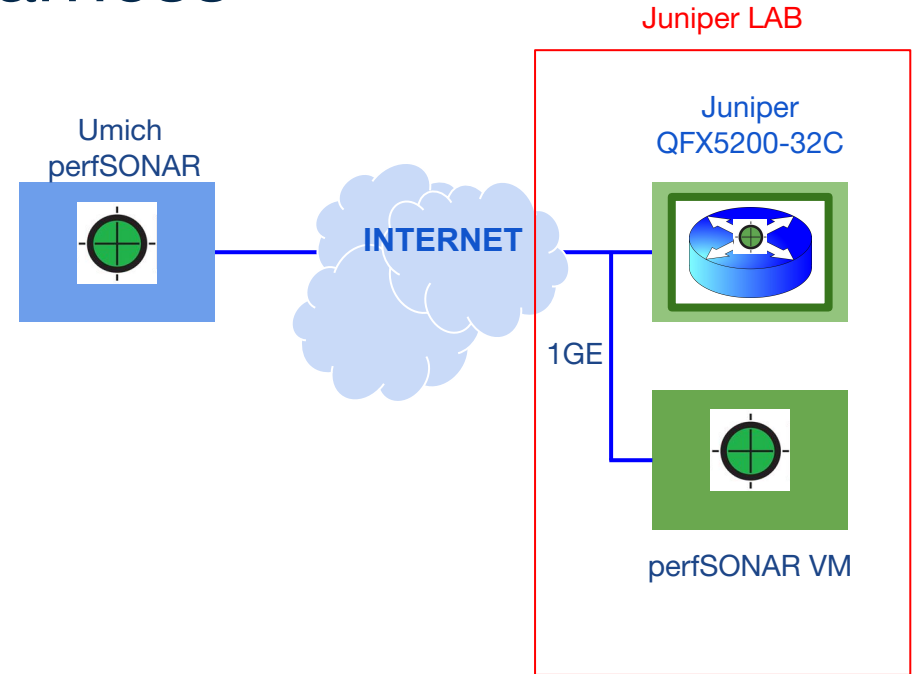 Juniper LAB
Umich
perfSONAR
Juniper
QFX5200-32C
INTERNET
1GE
perfSONAR VM